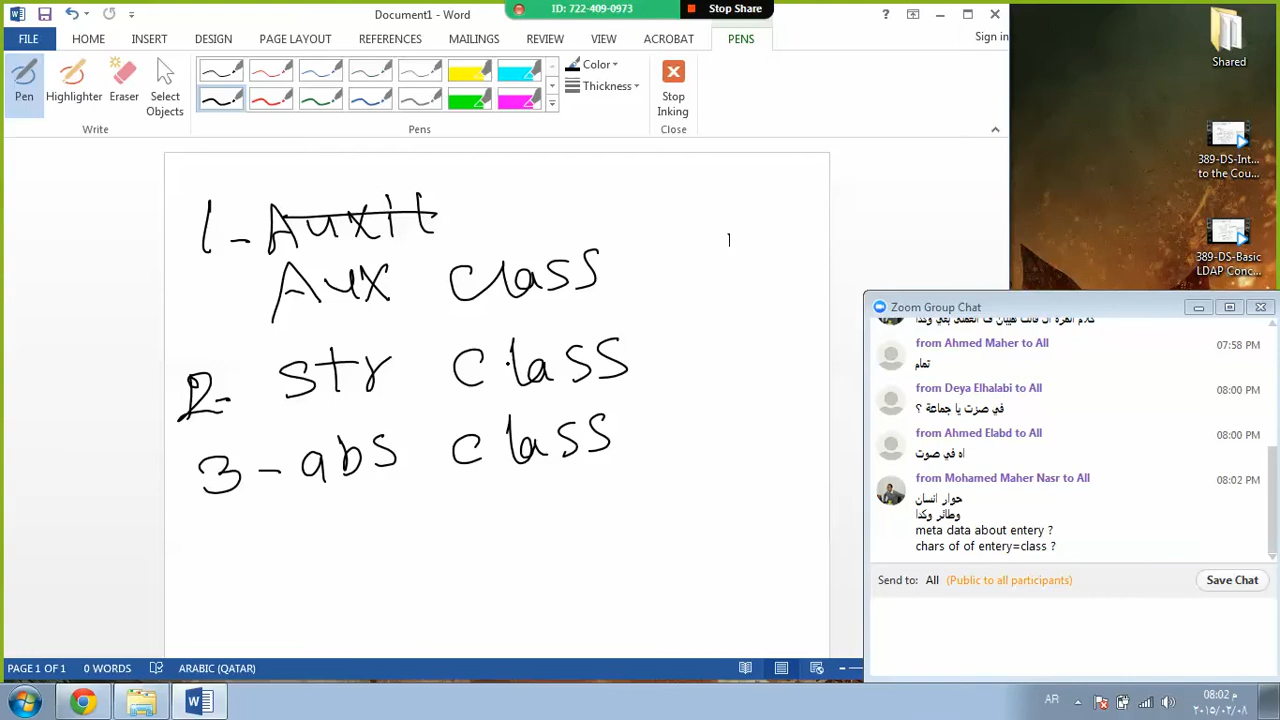 Document1 - Word
ID: 722-409-0973
Stop Share
FILE HOME INSERT DESIGN PAGE LAYOUT REFERENCES MAILINGS REVIEW VIEW ACROBAT PENS
Sign in
Pen
Highlighter
Eraser
Select Objects
Color
Thickness
Stop Inking
Write
Pens
Close
1- Auxil
Aux class
2- str class
3- abs class
Shared
389-DS-Int... to the Cou...
389-DS-Basic LDAP Conc...
Zoom Group Chat
from Ahmed Maher to All 07:58 PM
تمام
from Deya Elhalabi to All 08:00 PM
في صرت يا جماعة ؟
from Ahmed Elabd to All 08:00 PM
اه في صوت
from Mohamed Maher Nasr to All 08:02 PM
حوار انسان
وطائر وكدا
meta data about entery ?
chars of of entery=class ?
Send to: All (Public to all participants)
Save Chat
PAGE 1 OF 1 0 WORDS ARABIC (QATAR)
AR
08:02 م
٢٠١٥/٠٢/٠٨